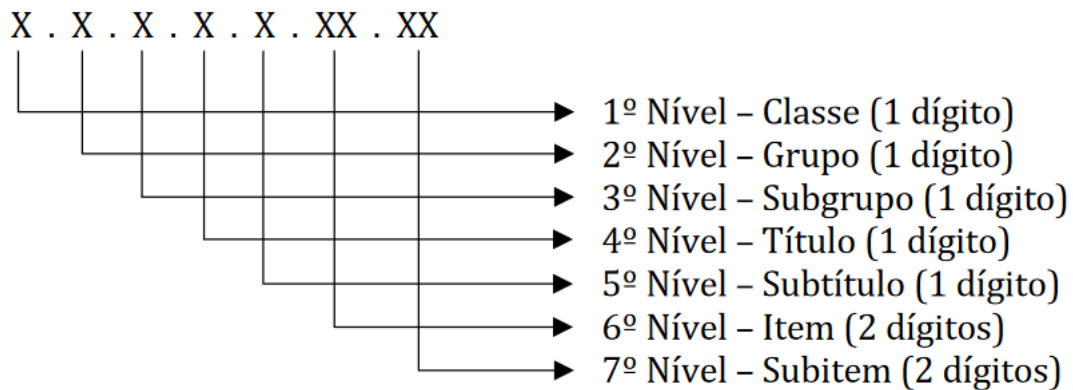 X . X . X . X . X . XX . XX
1º Nível – Classe (1 dígito)
2º Nível – Grupo (1 dígito)
3º Nível – Subgrupo (1 dígito)
4º Nível – Título (1 dígito)
5º Nível – Subtítulo (1 dígito)
6º Nível – Item (2 dígitos)
7º Nível – Subitem (2 dígitos)